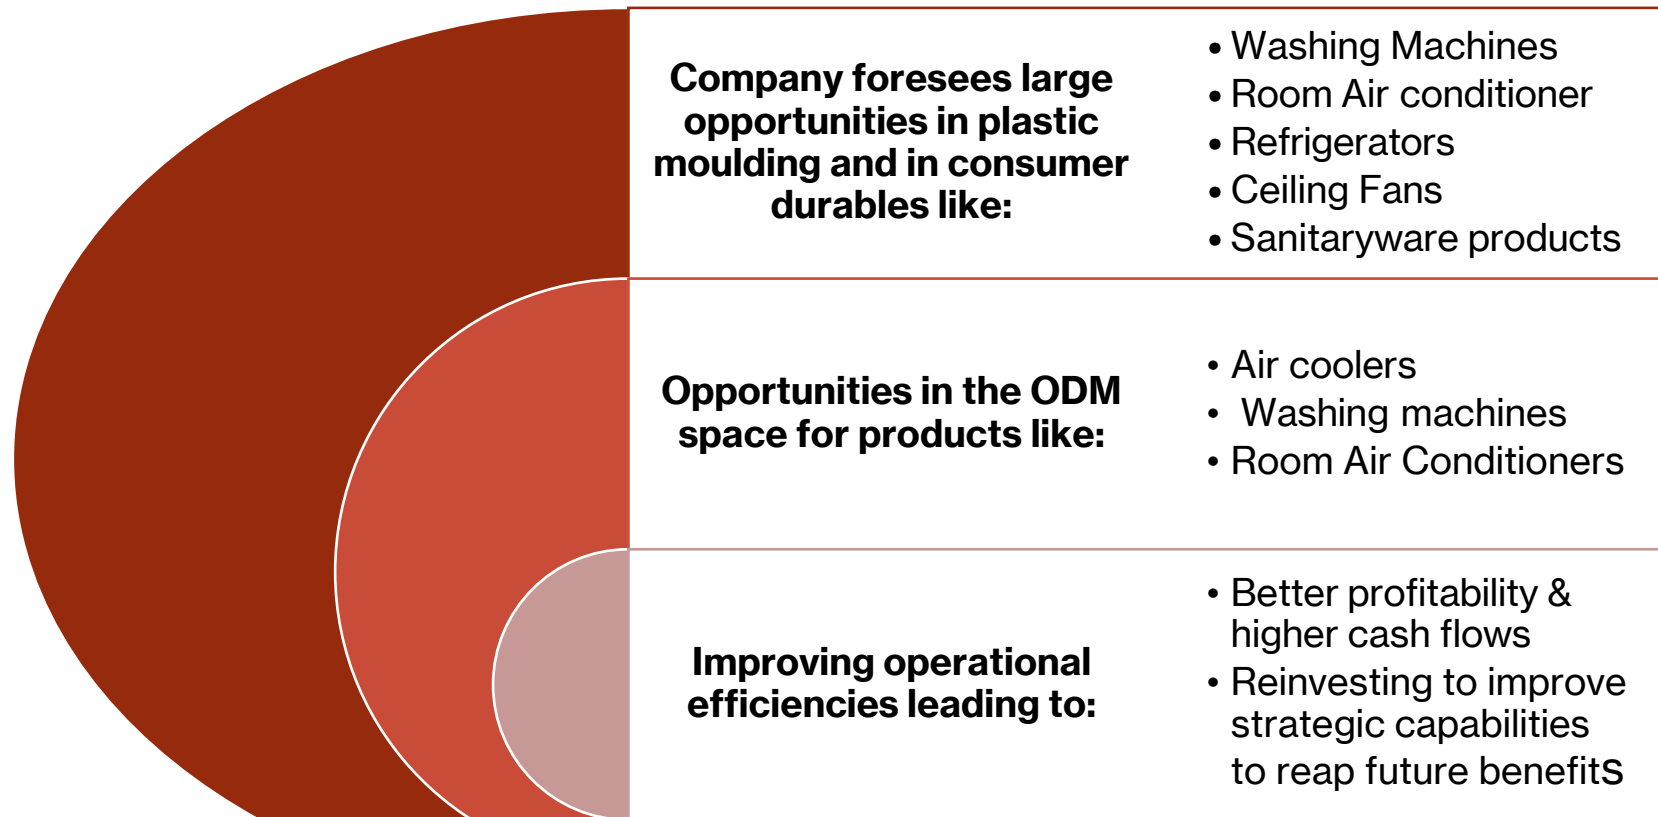 Company foresees large
opportunities in plastic
moulding and in consumer
durables like:
• Washing Machines
• Room Air conditioner
• Refrigerators
• Ceiling Fans
• Sanitaryware products
Opportunities in the ODM
space for products like:
• Air coolers
• Washing machines
• Room Air Conditioners
Improving operational
efficiencies leading to:
• Better profitability &
higher cash flows
• Reinvesting to improve
strategic capabilities
to reap future benefits